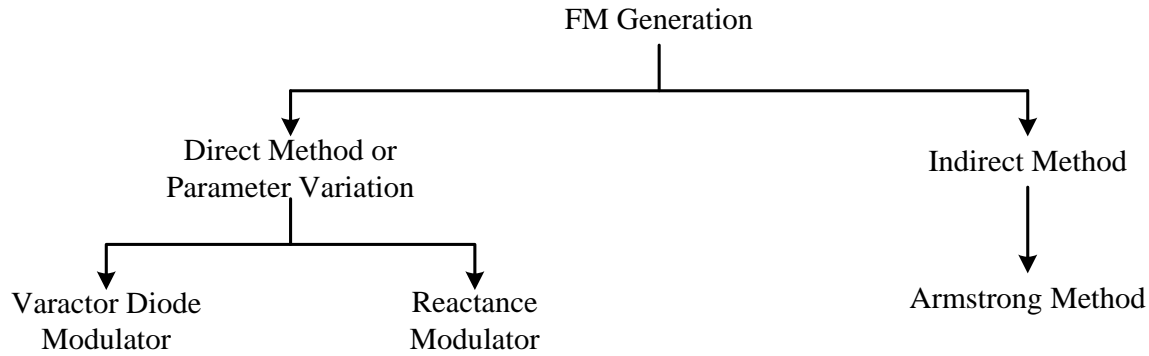 FM Generation
Direct Method or
Parameter Variation
Indirect Method
Varactor Diode
Modulator
Reactance
Modulator
Armstrong Method